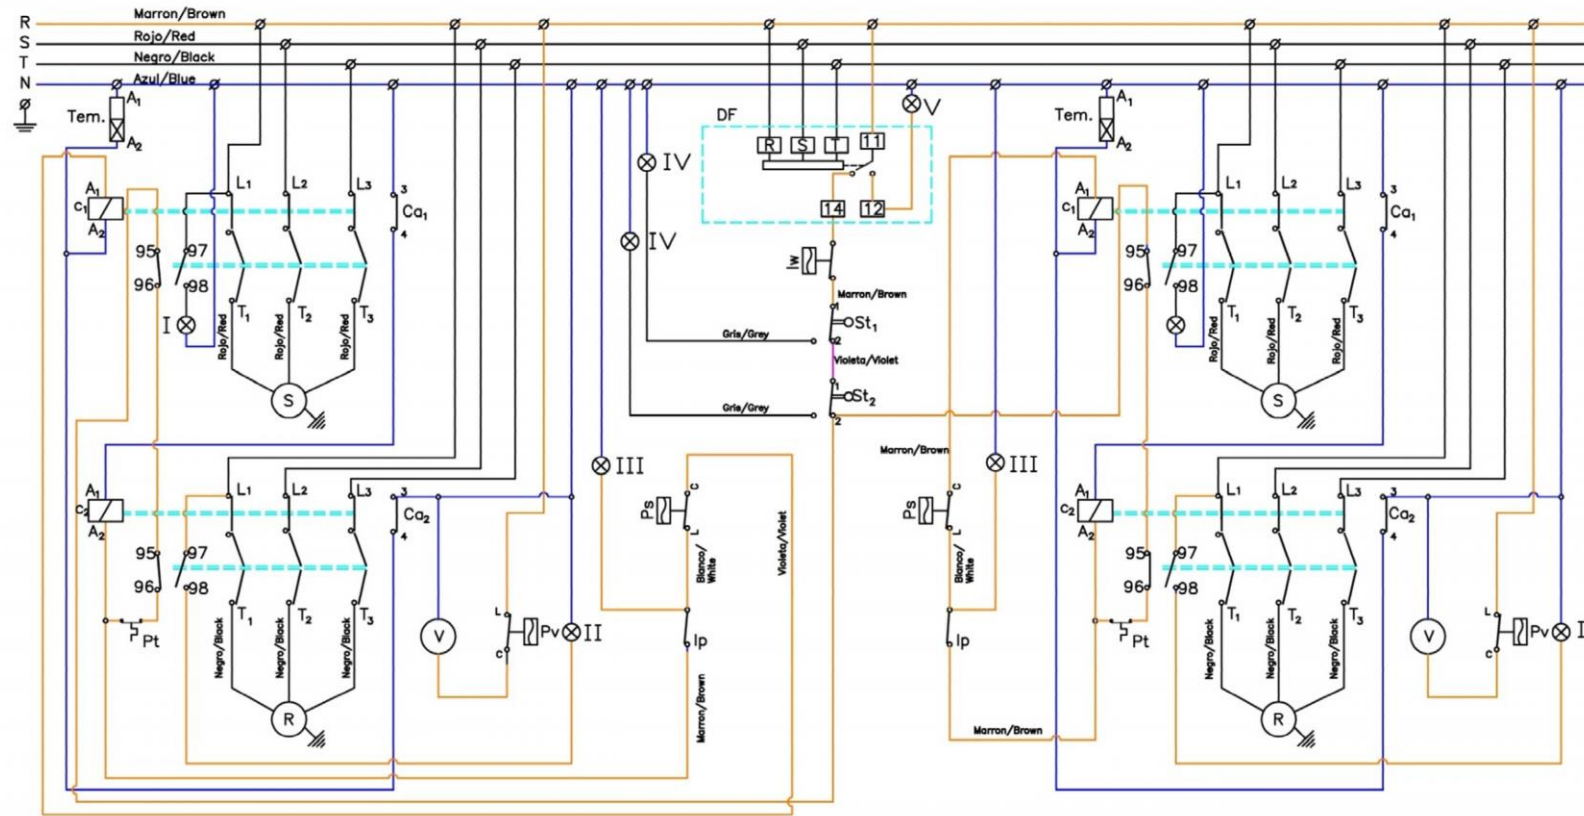 R Marron/Brown
S Rojo/Red
T Negro/Black
N Azul/Blue
Tem. A1
A2
A1
C1
A2
95
96
97
98
I
L1 L2 L3
T1 T2 T3
Rojo/Red Rojo/Red Rojo/Red
3
Ca1
4
S
A1
C2
A2
95
96
97
98
Pt
L1 L2 L3
T1 T2 T3
Negro/Black Negro/Black Negro/Black
3
Ca2
4
R
V
L
Pv
C
II
III
IV
IV
DF
R S T 11
14 12
V
Iw
Marron/Brown
1
St1
2
Gris/Grey
Violeta/Violet
1
St2
2
Gris/Grey
C
Ps
L
Blanco/
White
Ip
Marron/Brown
Violeta/Violet
Marron/Brown
III
C
Ps
L
Blanco/
White
Ip
Marron/Brown
Tem. A1
A2
A1
C1
A2
95
96
97
98
L1 L2 L3
T1 T2 T3
Rojo/Red Rojo/Red Rojo/Red
3
Ca1
4
S
A1
C2
A2
95
96
97
98
Pt
L1 L2 L3
T1 T2 T3
Negro/Black Negro/Black Negro/Black
3
Ca2
4
R
V
L
Pv
C
I